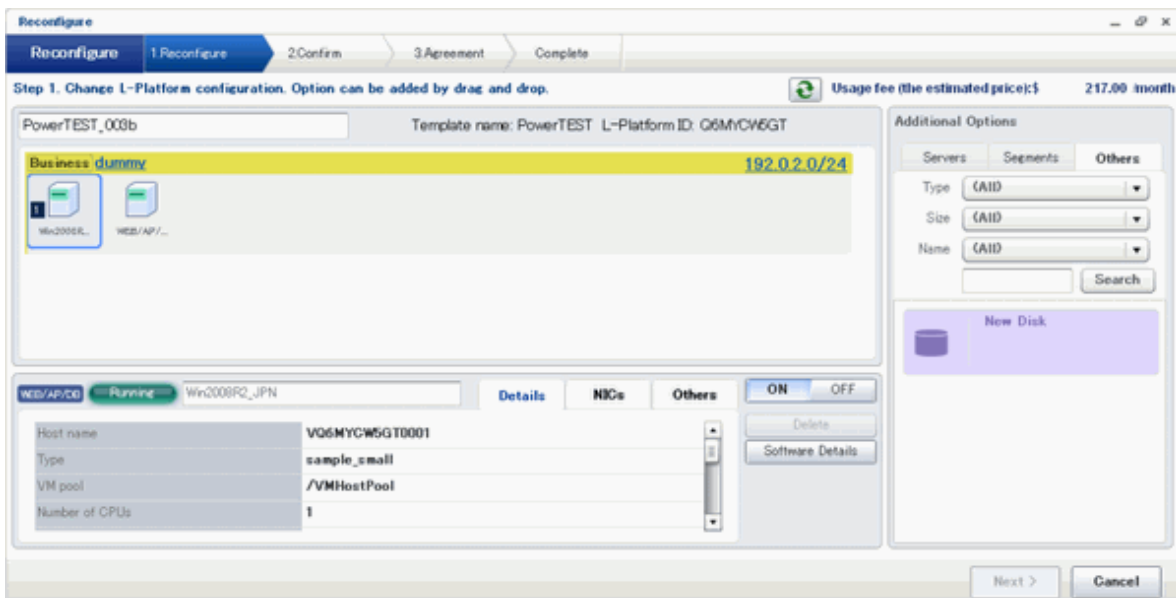 Reconfigure
Reconfigure 1.Reconfigure 2.Confirm 3.Agreement Complete
Step 1. Change L-Platform configuration. Option can be added by drag and drop. Usage fee (the estimated price):$ 217.00 /month
PowerTEST_003b Template name: PowerTEST L-Platform ID: Q6MYCW5GT
Business dummy 192.0.2.0/24
1
Win2008R... WEB/AP/...
Additional Options
Servers Segments Others
Type (All)
Size (All)
Name (All)
Search
New Disk
WEB/AP/DB Running Win2008R2_JPN Details NICs Others ON OFF
Host name VQ6MYCW5GT0001
Type sample_small
VM pool /VMHostPool
Number of CPUs 1
Delete
Software Details
Next > Cancel